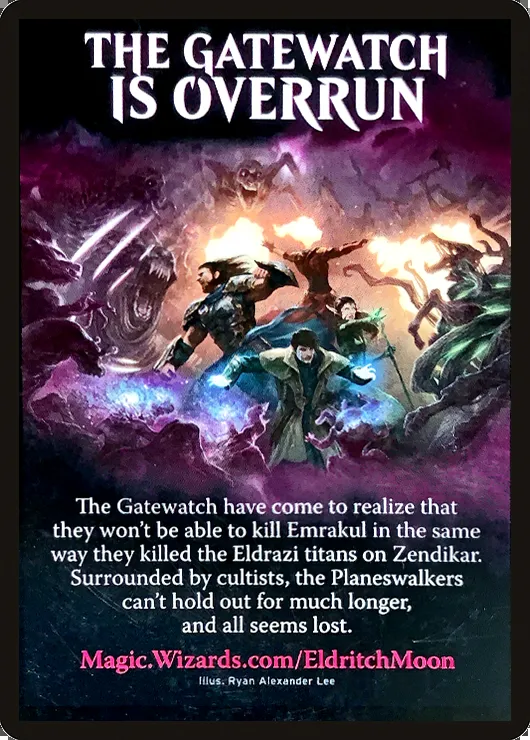 THE GATEWATCH
IS OVERRUN
The Gatewatch have come to realize that
they won't be able to kill Emrakul in the same
way they killed the Eldrazi titans on Zendikar.
Surrounded by cultists, the Planeswalkers
can't hold out for much longer,
and all seems lost.
Magic.Wizards.com/EldritchMoon
Illus. Ryan Alexander Lee